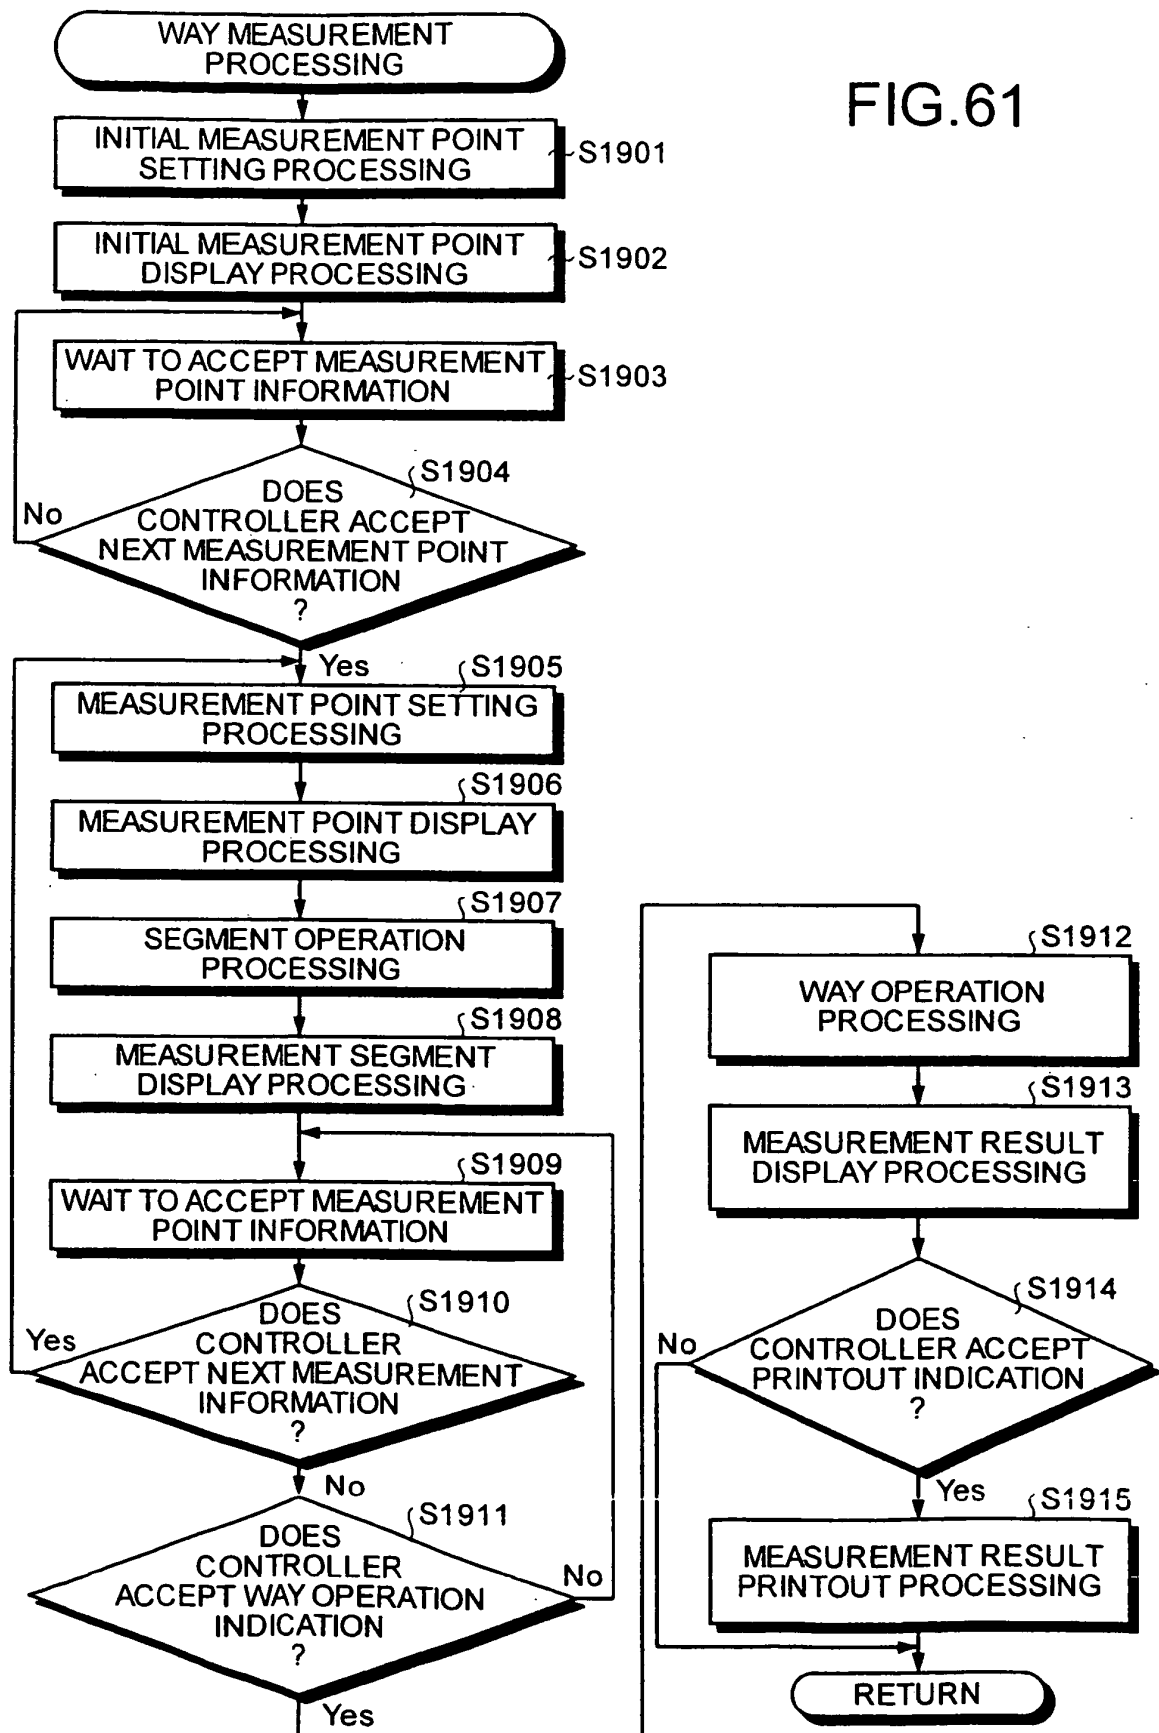 WAY MEASUREMENT
PROCESSING
FIG.61
INITIAL MEASUREMENT POINT
SETTING PROCESSING
S1901
INITIAL MEASUREMENT POINT
DISPLAY PROCESSING
S1902
WAIT TO ACCEPT MEASUREMENT
POINT INFORMATION
S1903
S1904
DOES
CONTROLLER ACCEPT
NEXT MEASUREMENT POINT
INFORMATION
?
No
Yes
S1905
MEASUREMENT POINT SETTING
PROCESSING
S1906
MEASUREMENT POINT DISPLAY
PROCESSING
S1907
SEGMENT OPERATION
PROCESSING
S1908
MEASUREMENT SEGMENT
DISPLAY PROCESSING
S1909
WAIT TO ACCEPT MEASUREMENT
POINT INFORMATION
S1910
DOES
CONTROLLER
ACCEPT NEXT MEASUREMENT
INFORMATION
?
Yes
No
S1911
DOES
CONTROLLER
ACCEPT WAY OPERATION
INDICATION
?
No
Yes
S1912
WAY OPERATION
PROCESSING
S1913
MEASUREMENT RESULT
DISPLAY PROCESSING
S1914
DOES
CONTROLLER ACCEPT
PRINTOUT INDICATION
?
No
Yes
S1915
MEASUREMENT RESULT
PRINTOUT PROCESSING
RETURN